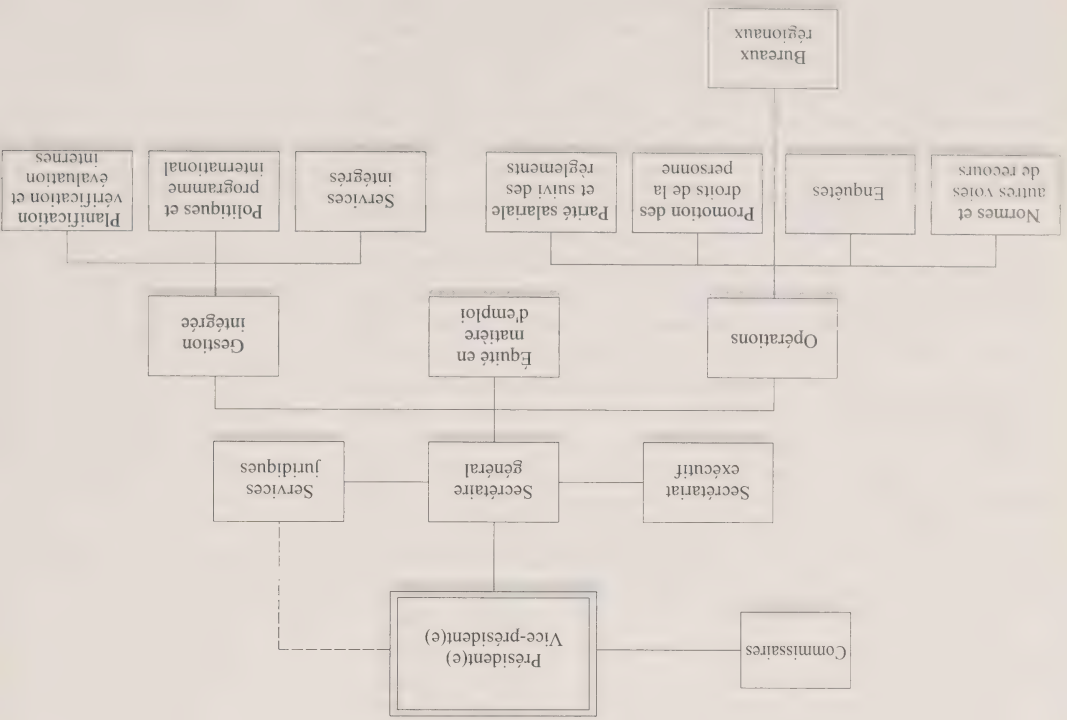 Commissaires
Président(e)
Vice-président(e)
Secrétariat
exécutif
Secrétaire
général
Services
juridiques
Opérations
Équité en
matière
d'emploi
Gestion
intégrée
Normes et
autres voies
de recours
Enquêtes
Promotion des
droits de la
personne
Parité salariale
et suivi des
règlements
Services
intégrés
Politiques et
programme
international
Planification
vérification et
évaluation
internes
Bureaux
régionaux